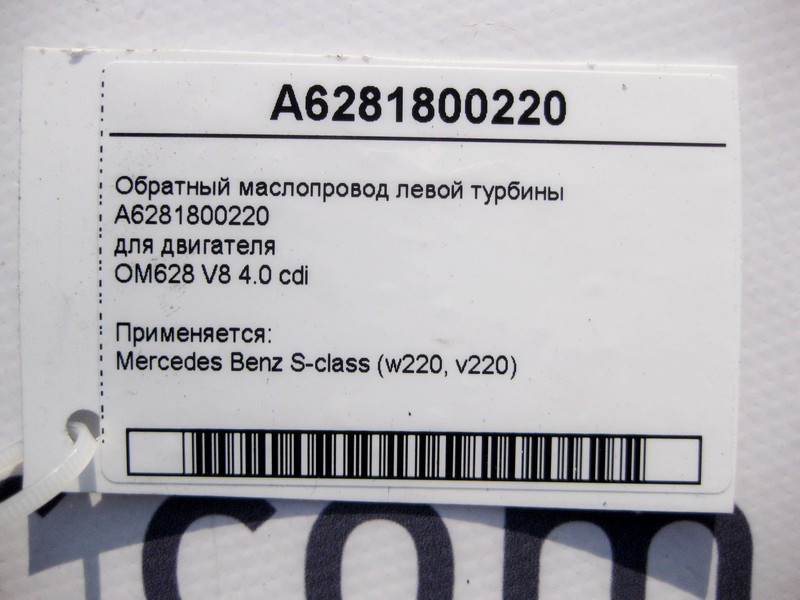 A6281800220
Обратный маслопровод левой турбины
A6281800220
для двигателя
OM628 V8 4.0 cdi
Применяется:
Mercedes Benz S-class (w220, v220)
com